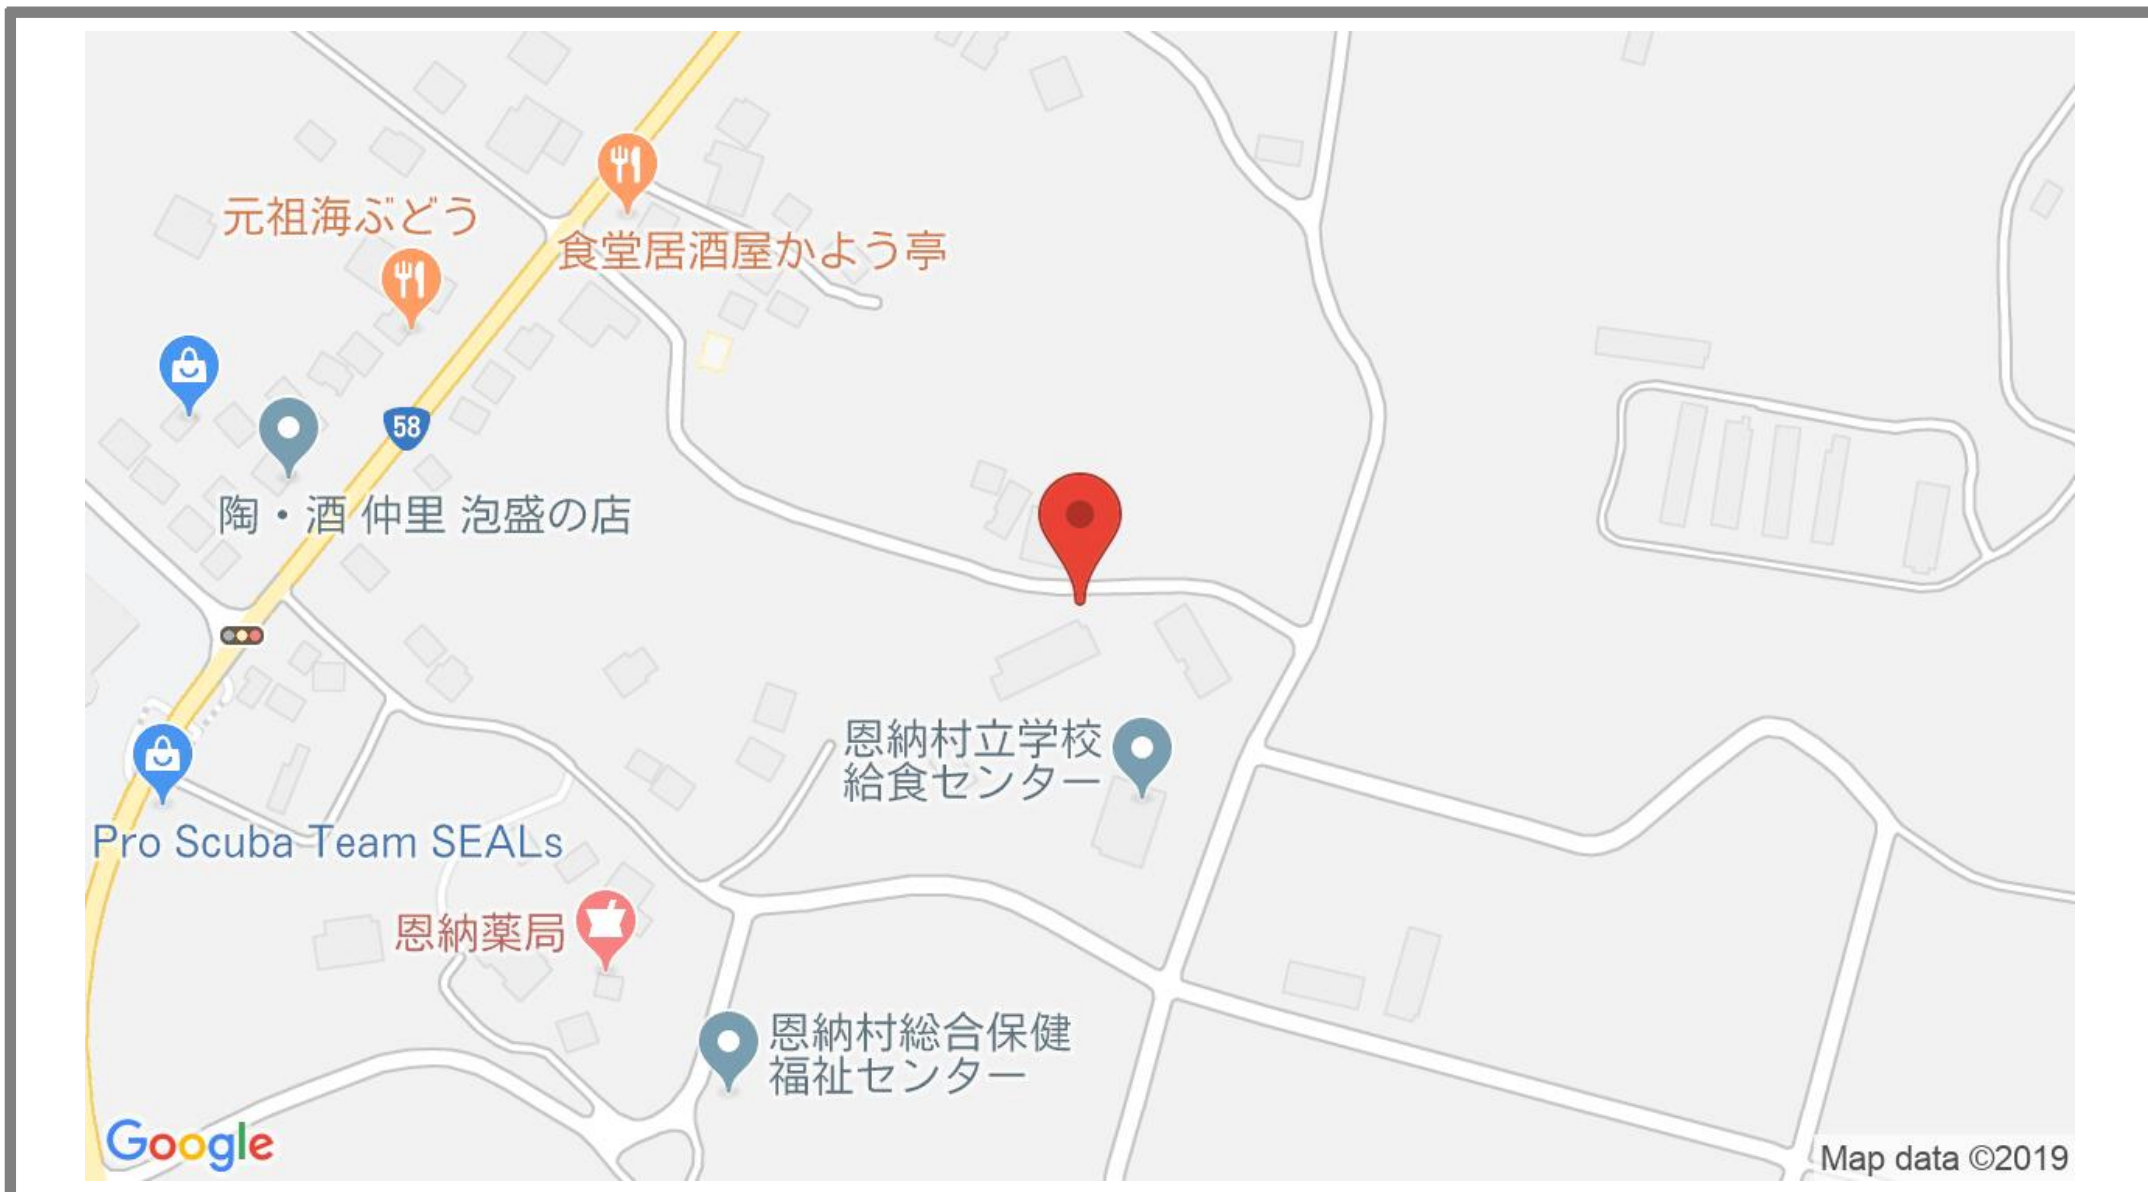 元祖海ぶどう
食堂居酒屋かよう亭
58
陶・酒 仲里 泡盛の店
恩納村立学校
給食センター
Pro Scuba Team SEALs
恩納薬局
恩納村総合保健
福祉センター
Google
Map data ©2019